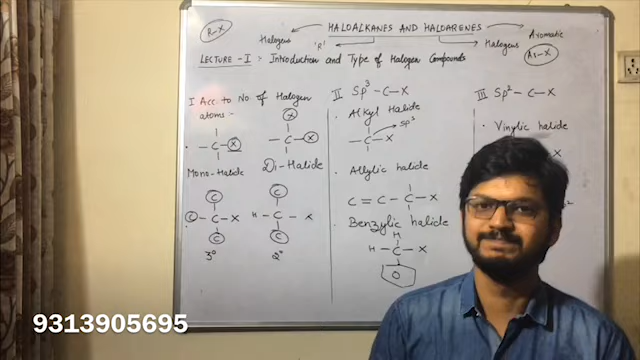 HALOALKANES AND HALOARENES
R-X
Halogens
'R'
Halogens
Aromatic
Ar-X
LECTURE-I : Introduction and Type of Halogen Compounds
I Acc. to No. of Halogen
atoms -
X
-C-X
-C-X
Mono-Halide
Di-Halide
C
C
C-C-X
H-C-X
C
C
3°
2°
II Sp³-C-X
Alkyl Halide
-C-X
sp³
Allylic halide
C=C-C-X
Benzylic halide
H
H-C-X
III Sp²-C-X
Vinylic halide
X
9313905695